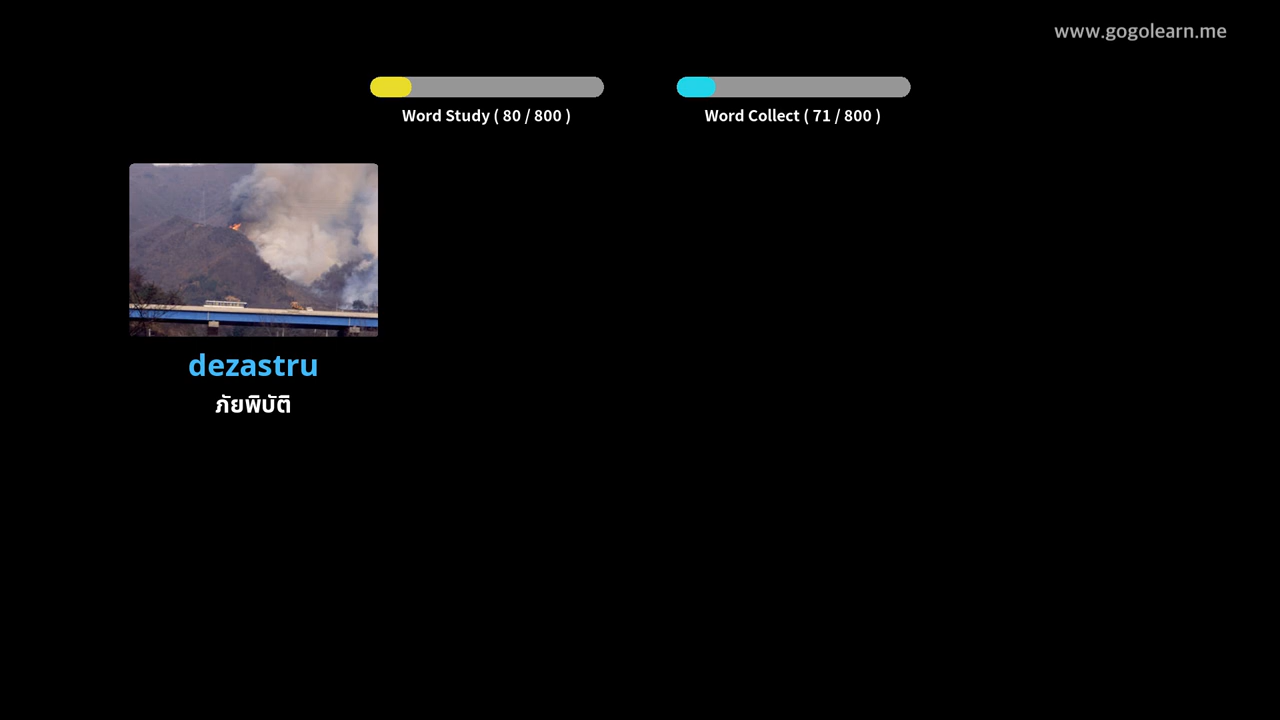 www.gogolearn.me
Word Study ( 80 / 800 )
Word Collect ( 71 / 800 )
dezastru
ภัยพิบัติ